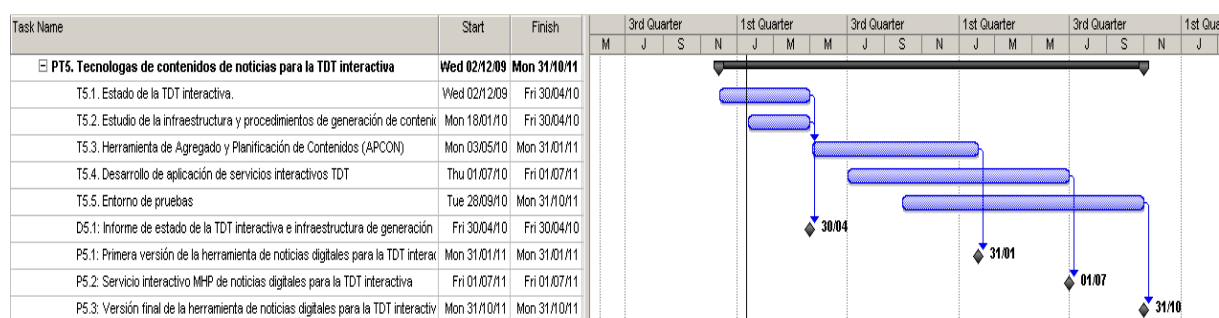 Task Name Start Finish 3rd Quarter 1st Quarter 3rd Quarter 1st Quarter 3rd Quarter 1st Qua
M J S N J M M J S N J M M J S N J
PT5. Tecnologas de contenidos de noticias para la TDT interactiva Wed 02/12/09 Mon 31/10/11
T5.1. Estado de la TDT interactiva. Wed 02/12/09 Fri 30/04/10
T5.2. Estudio de la infraestructura y procedimientos de generación de conteni Mon 18/01/10 Fri 30/04/10
T5.3. Herramienta de Agregado y Planificación de Contenidos (APCON) Mon 03/05/10 Mon 31/01/11
T5.4. Desarrollo de aplicación de servicios interactivos TDT Thu 01/07/10 Fri 01/07/11
T5.5. Entorno de pruebas Tue 28/09/10 Mon 31/10/11
D5.1: Informe de estado de la TDT interactiva e infraestructura de generación Fri 30/04/10 Fri 30/04/10 30/04
P5.1: Primera versión de la herramienta de noticias digitales para la TDT intera Mon 31/01/11 Mon 31/01/11 31/01
P5.2: Servicio interactivo MHP de noticias digitales para la TDT interactiva Fri 01/07/11 Fri 01/07/11 01/07
P5.3: Versión final de la herramienta de noticias digitales para la TDT interactiv Mon 31/10/11 Mon 31/10/11 31/10